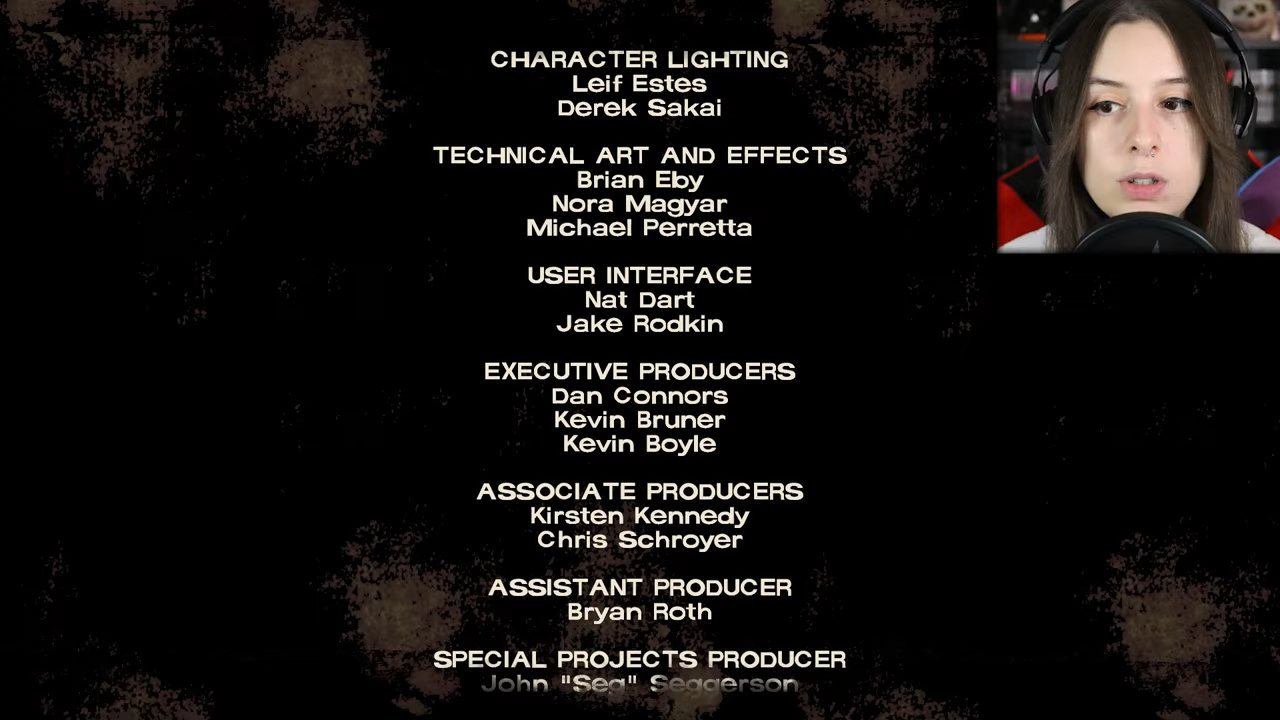 CHARACTER LIGHTING
Leif Estes
Derek Sakai
TECHNICAL ART AND EFFECTS
Brian Eby
Nora Magyar
Michael Perretta
USER INTERFACE
Nat Dart
Jake Rodkin
EXECUTIVE PRODUCERS
Dan Connors
Kevin Bruner
Kevin Boyle
ASSOCIATE PRODUCERS
Kirsten Kennedy
Chris Schroyer
ASSISTANT PRODUCER
Bryan Roth
SPECIAL PROJECTS PRODUCER
John "Seg" Seggerson